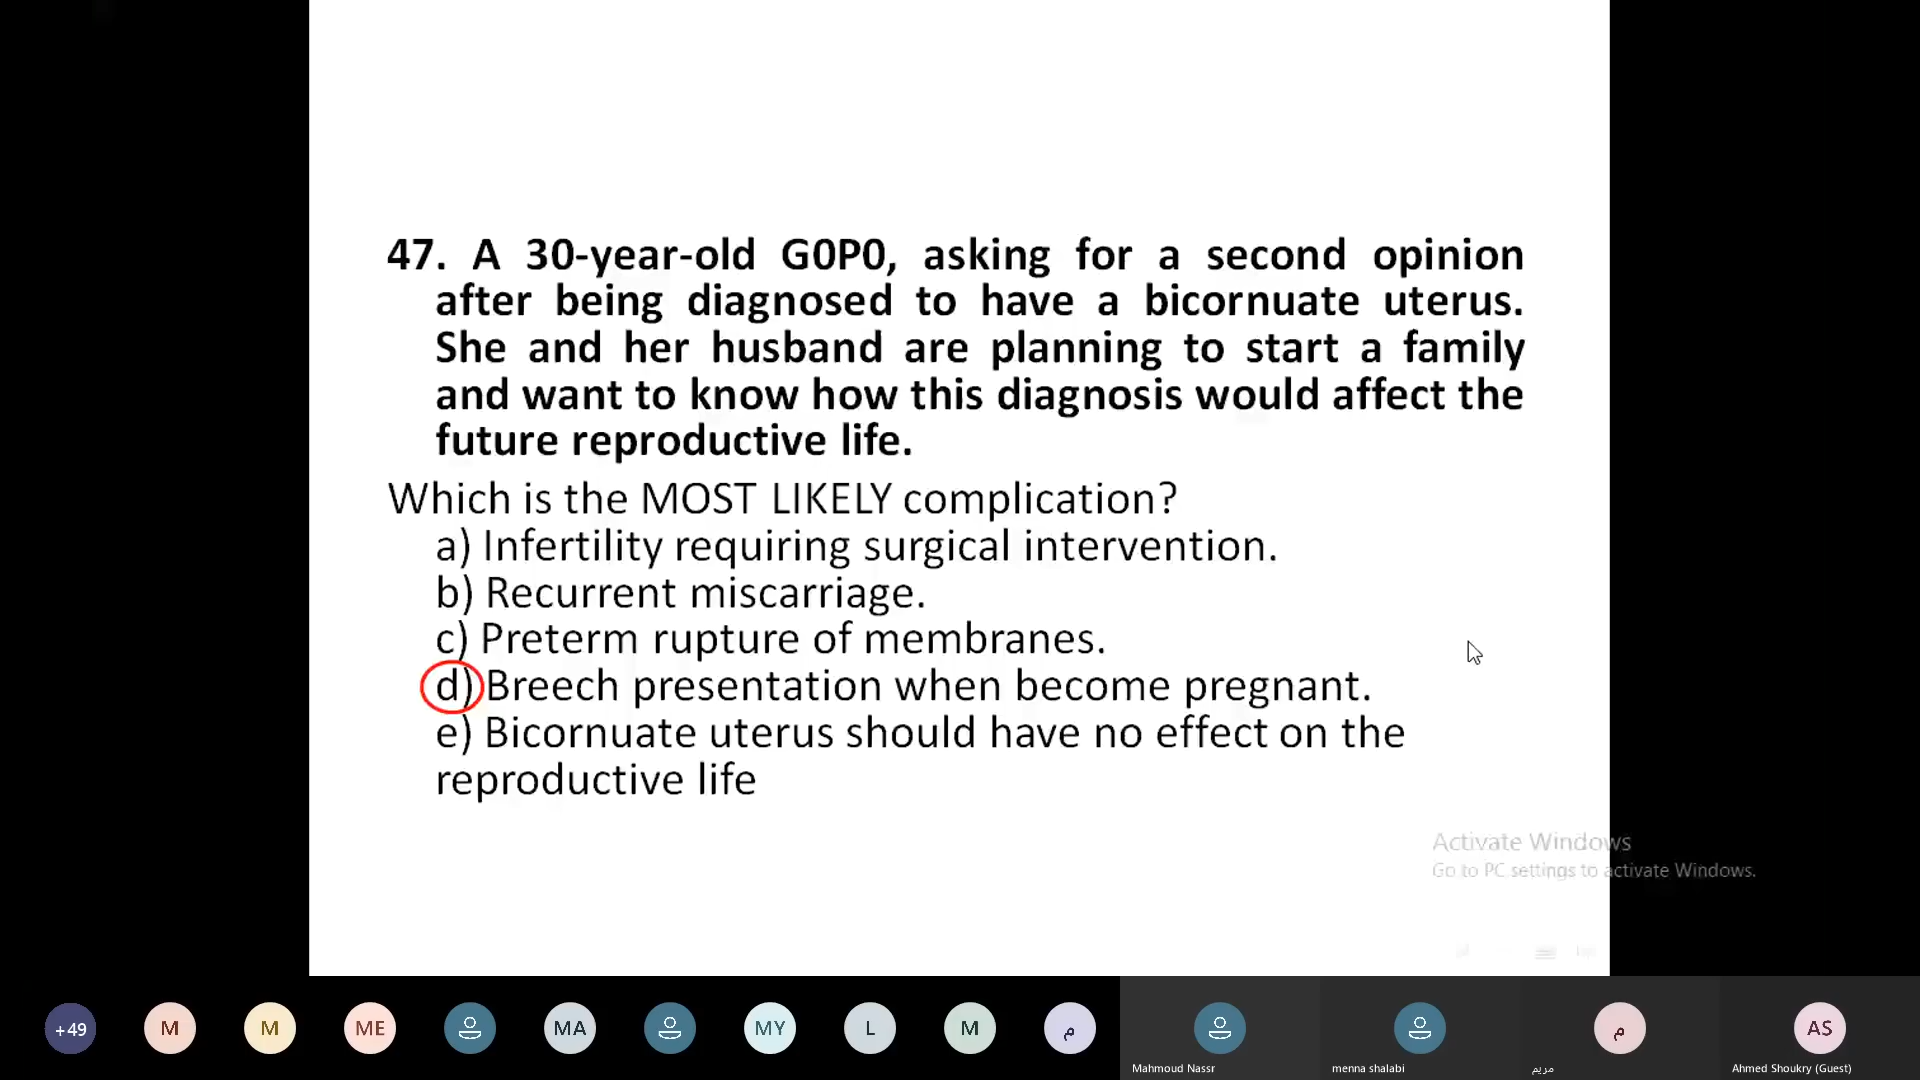 47. A 30-year-old G0P0, asking for a second opinion
after being diagnosed to have a bicornuate uterus.
She and her husband are planning to start a family
and want to know how this diagnosis would affect the
future reproductive life.
Which is the MOST LIKELY complication?
a) Infertility requiring surgical intervention.
b) Recurrent miscarriage.
c) Preterm rupture of membranes.
d) Breech presentation when become pregnant.
e) Bicornuate uterus should have no effect on the
reproductive life
Activate Windows
Go to PC settings to activate Windows.
+49 M M ME MA MY L M م م AS
Mahmoud Nassr menna shalabi مريم Ahmed Shoukry (Guest)